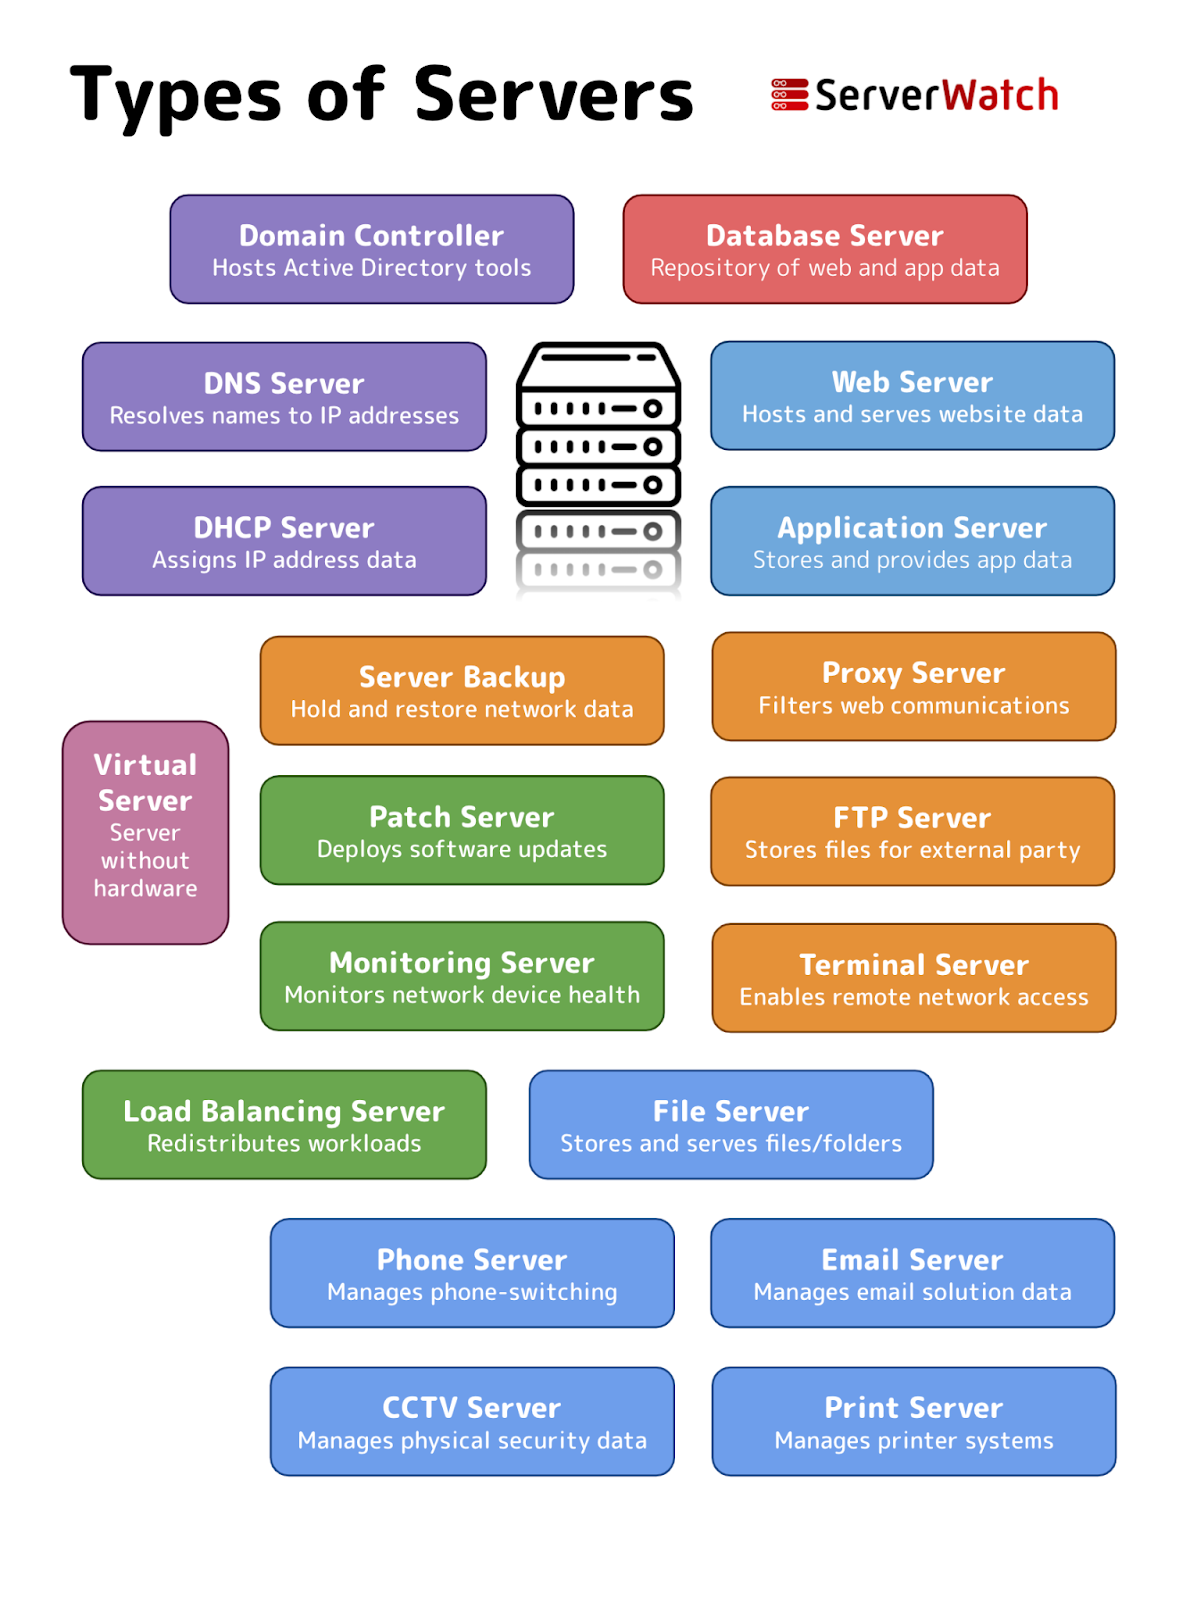 Types of Servers
ServerWatch
Domain Controller
Hosts Active Directory tools
Database Server
Repository of web and app data
DNS Server
Resolves names to IP addresses
Web Server
Hosts and serves website data
DHCP Server
Assigns IP address data
Application Server
Stores and provides app data
Server Backup
Hold and restore network data
Proxy Server
Filters web communications
Virtual
Server
Server
without
hardware
Patch Server
Deploys software updates
FTP Server
Stores files for external party
Monitoring Server
Monitors network device health
Terminal Server
Enables remote network access
Load Balancing Server
Redistributes workloads
File Server
Stores and serves files/folders
Phone Server
Manages phone-switching
Email Server
Manages email solution data
CCTV Server
Manages physical security data
Print Server
Manages printer systems